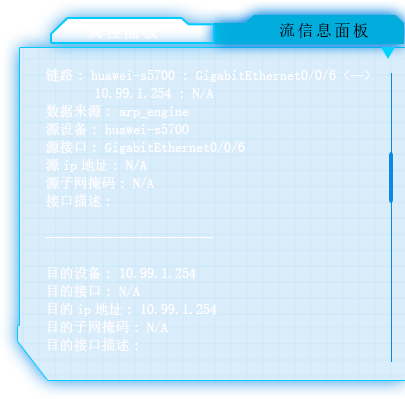 属性面板
流信息面板
链路：huawei-s5700 : GigabitEthernet0/0/6 <-->
10.99.1.254 : N/A
数据来源：arp_engine
源设备：huawei-s5700
源接口：GigabitEthernet0/0/6
源 ip 地址：N/A
源子网掩码：N/A
接口描述：
目的设备：10.99.1.254
目的接口：N/A
目的 ip 地址：10.99.1.254
目的子网掩码：N/A
目的接口描述：